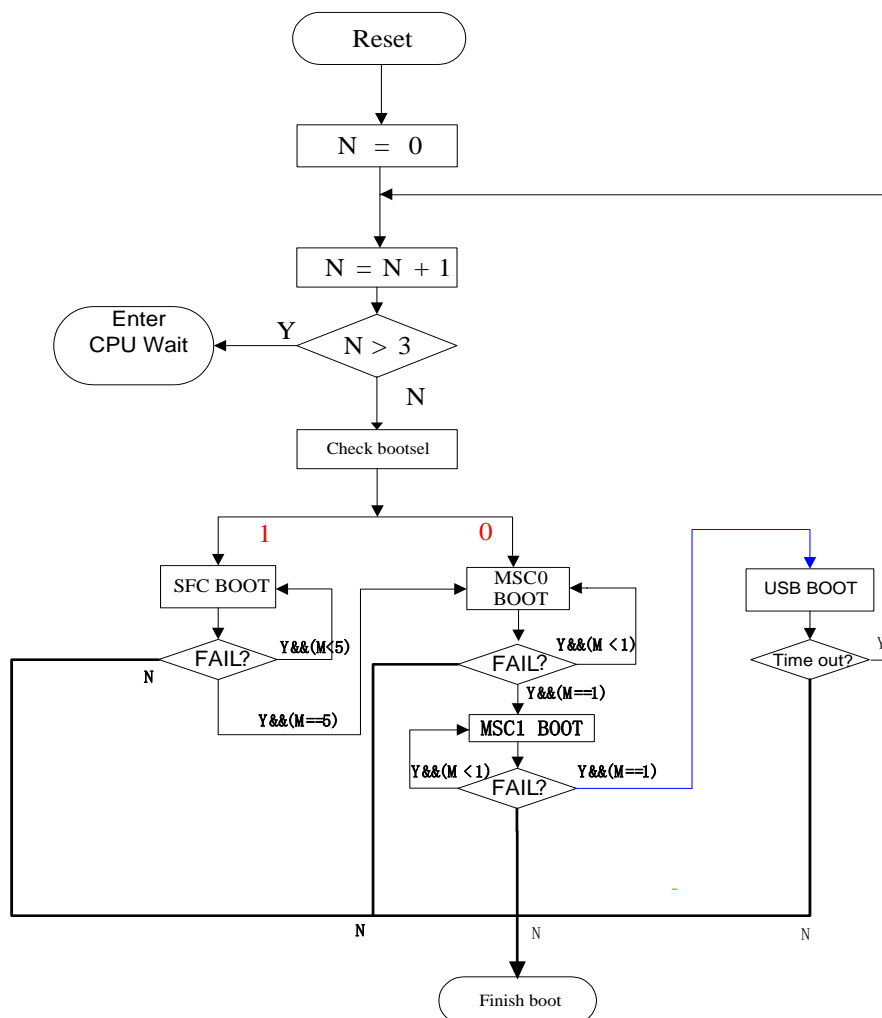 Reset
N = 0
N = N + 1
Enter
CPU Wait
Y
N > 3
N
Check bootsel
1
0
SFC BOOT
MSC0
BOOT
USB BOOT
FAIL?
Y&&(M<5)
N
FAIL?
Y&&(M < 1)
Time out?
Y
Y&&(M==5)
Y&&(M==1)
MSC1 BOOT
Y&&(M < 1)
FAIL?
Y&&(M==1)
N
N
N
Finish boot